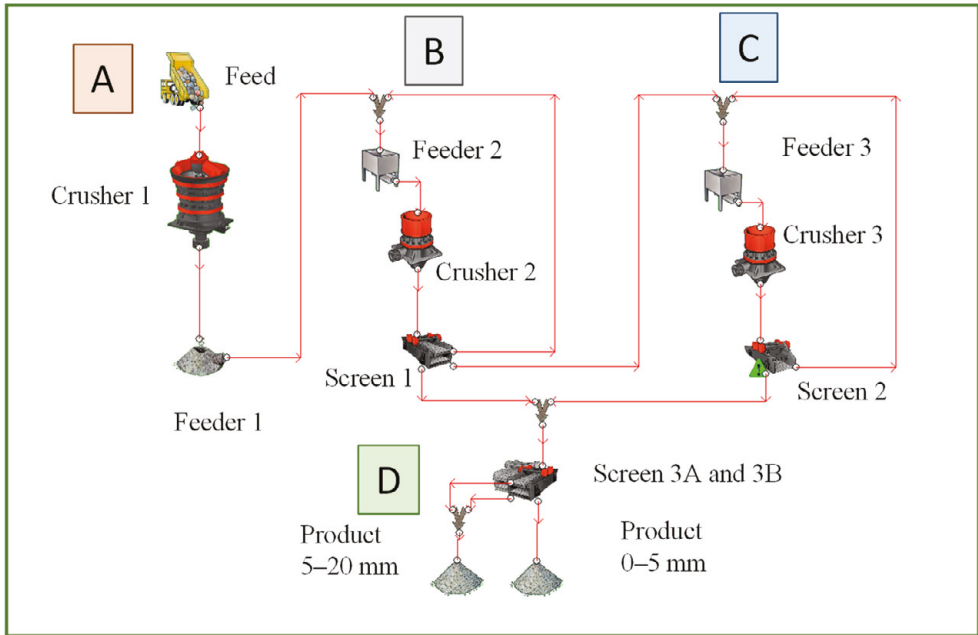 A
Feed
B
C
Feeder 2
Feeder 3
Crusher 1
Crusher 2
Crusher 3
Screen 1
Screen 2
Feeder 1
D
Screen 3A and 3B
Product
5–20 mm
Product
0–5 mm